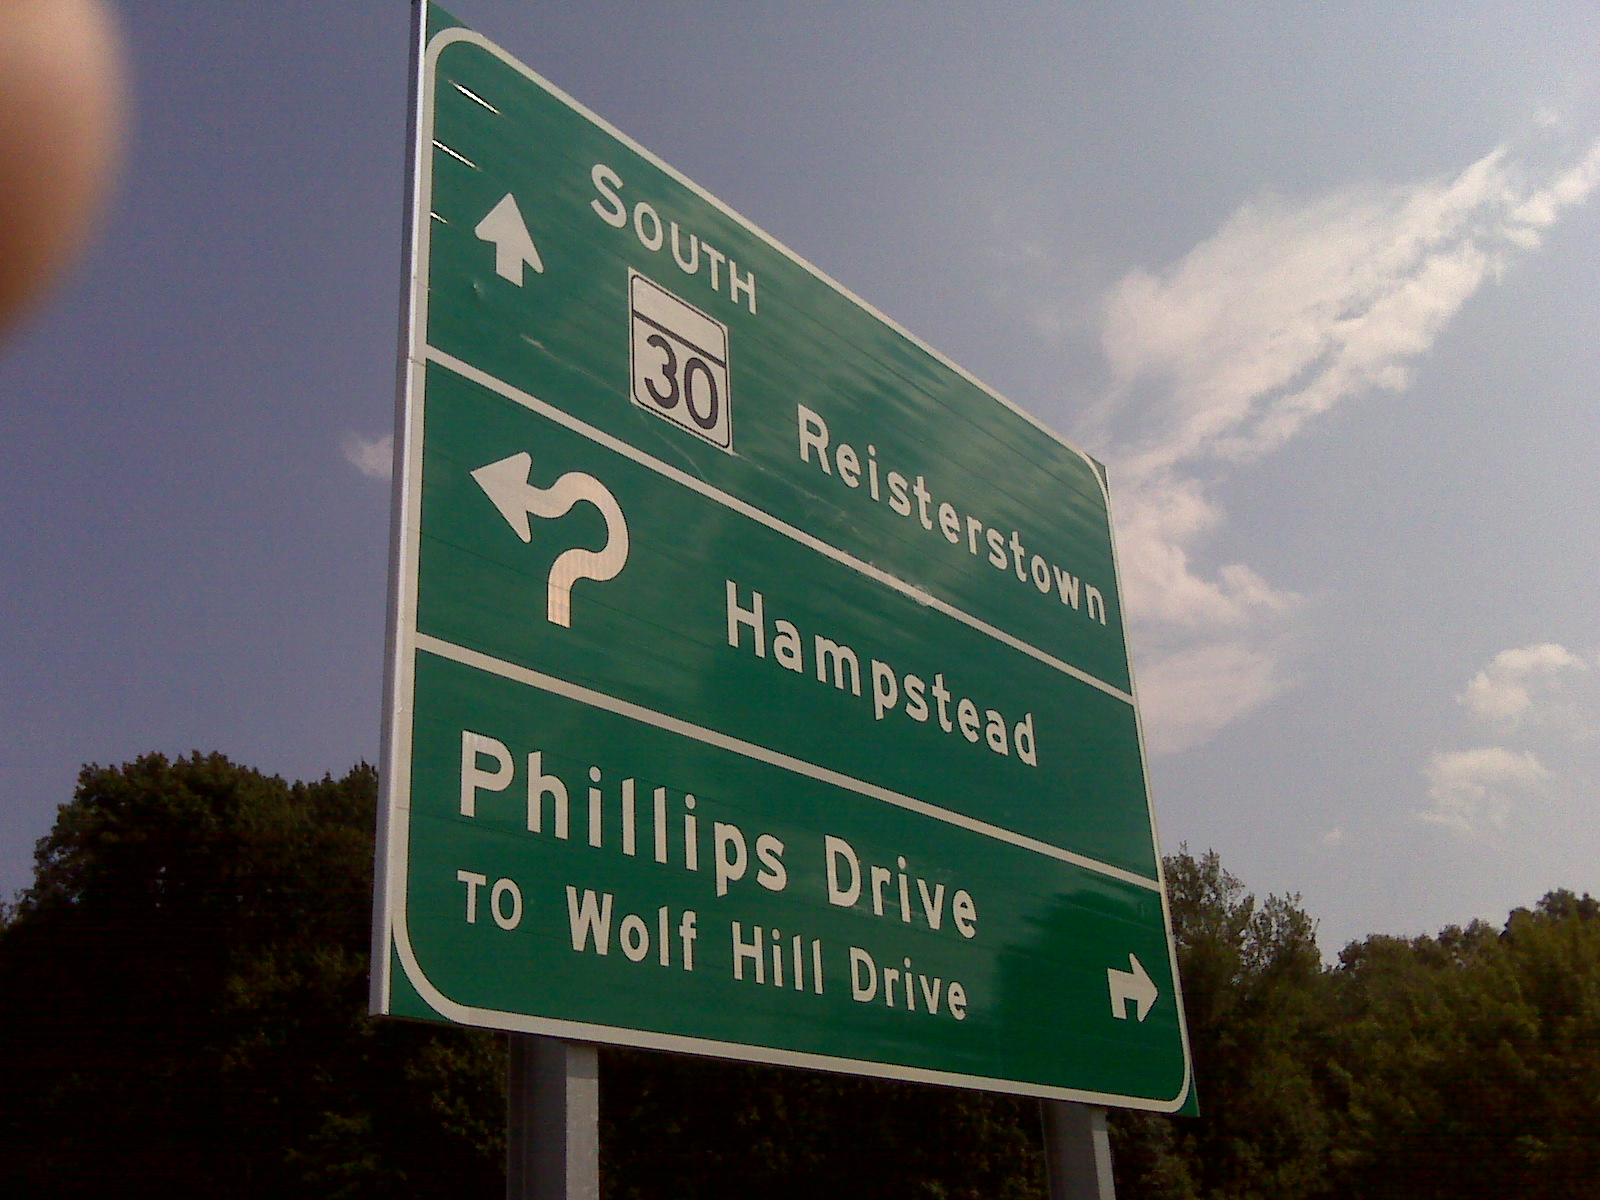 SOUTH
30
Reisterstown
Hampstead
Phillips Drive
TO Wolf Hill Drive